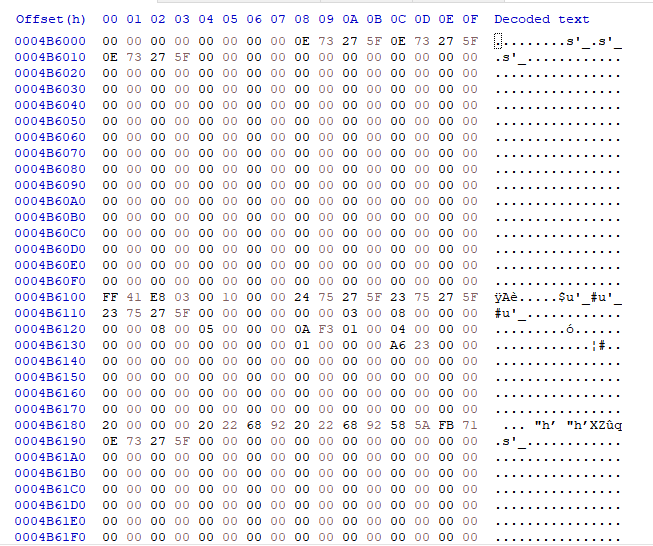 Offset(h) 00 01 02 03 04 05 06 07 08 09 0A 0B 0C 0D 0E 0F Decoded text
0004B6000 00 00 00 00 00 00 00 00 0E 73 27 5F 0E 73 27 5F .........s'_.s'_
0004B6010 0E 73 27 5F 00 00 00 00 00 00 00 00 00 00 00 00 .s'_............
0004B6020 00 00 00 00 00 00 00 00 00 00 00 00 00 00 00 00 ................
0004B6030 00 00 00 00 00 00 00 00 00 00 00 00 00 00 00 00 ................
0004B6040 00 00 00 00 00 00 00 00 00 00 00 00 00 00 00 00 ................
0004B6050 00 00 00 00 00 00 00 00 00 00 00 00 00 00 00 00 ................
0004B6060 00 00 00 00 00 00 00 00 00 00 00 00 00 00 00 00 ................
0004B6070 00 00 00 00 00 00 00 00 00 00 00 00 00 00 00 00 ................
0004B6080 00 00 00 00 00 00 00 00 00 00 00 00 00 00 00 00 ................
0004B6090 00 00 00 00 00 00 00 00 00 00 00 00 00 00 00 00 ................
0004B60A0 00 00 00 00 00 00 00 00 00 00 00 00 00 00 00 00 ................
0004B60B0 00 00 00 00 00 00 00 00 00 00 00 00 00 00 00 00 ................
0004B60C0 00 00 00 00 00 00 00 00 00 00 00 00 00 00 00 00 ................
0004B60D0 00 00 00 00 00 00 00 00 00 00 00 00 00 00 00 00 ................
0004B60E0 00 00 00 00 00 00 00 00 00 00 00 00 00 00 00 00 ................
0004B60F0 00 00 00 00 00 00 00 00 00 00 00 00 00 00 00 00 ................
0004B6100 FF 41 E8 03 00 10 00 00 24 75 27 5F 23 75 27 5F ÿAè.....$u'_#u'_
0004B6110 23 75 27 5F 00 00 00 00 00 00 03 00 08 00 00 00 #u'_............
0004B6120 00 00 08 00 05 00 00 00 0A F3 01 00 04 00 00 00 .........ó......
0004B6130 00 00 00 00 00 00 00 00 01 00 00 00 A6 23 00 00 ............¦#..
0004B6140 00 00 00 00 00 00 00 00 00 00 00 00 00 00 00 00 ................
0004B6150 00 00 00 00 00 00 00 00 00 00 00 00 00 00 00 00 ................
0004B6160 00 00 00 00 00 00 00 00 00 00 00 00 00 00 00 00 ................
0004B6170 00 00 00 00 00 00 00 00 00 00 00 00 00 00 00 00 ................
0004B6180 20 00 00 00 20 22 68 92 20 22 68 92 58 5A FB 71  ... "h’ "h’XZûq
0004B6190 0E 73 27 5F 00 00 00 00 00 00 00 00 00 00 00 00 .s'_............
0004B61A0 00 00 00 00 00 00 00 00 00 00 00 00 00 00 00 00 ................
0004B61B0 00 00 00 00 00 00 00 00 00 00 00 00 00 00 00 00 ................
0004B61C0 00 00 00 00 00 00 00 00 00 00 00 00 00 00 00 00 ................
0004B61D0 00 00 00 00 00 00 00 00 00 00 00 00 00 00 00 00 ................
0004B61E0 00 00 00 00 00 00 00 00 00 00 00 00 00 00 00 00 ................
0004B61F0 00 00 00 00 00 00 00 00 00 00 00 00 00 00 00 00 ................